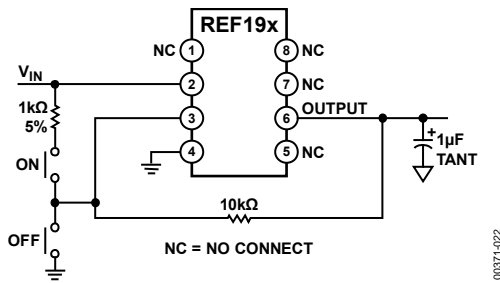 REF19x
NC 1
8 NC
V_IN
2
7 NC
1kΩ
5%
3
6 OUTPUT
4
5 NC
+
1μF
TANT
ON
10kΩ
OFF
NC = NO CONNECT
00371-022